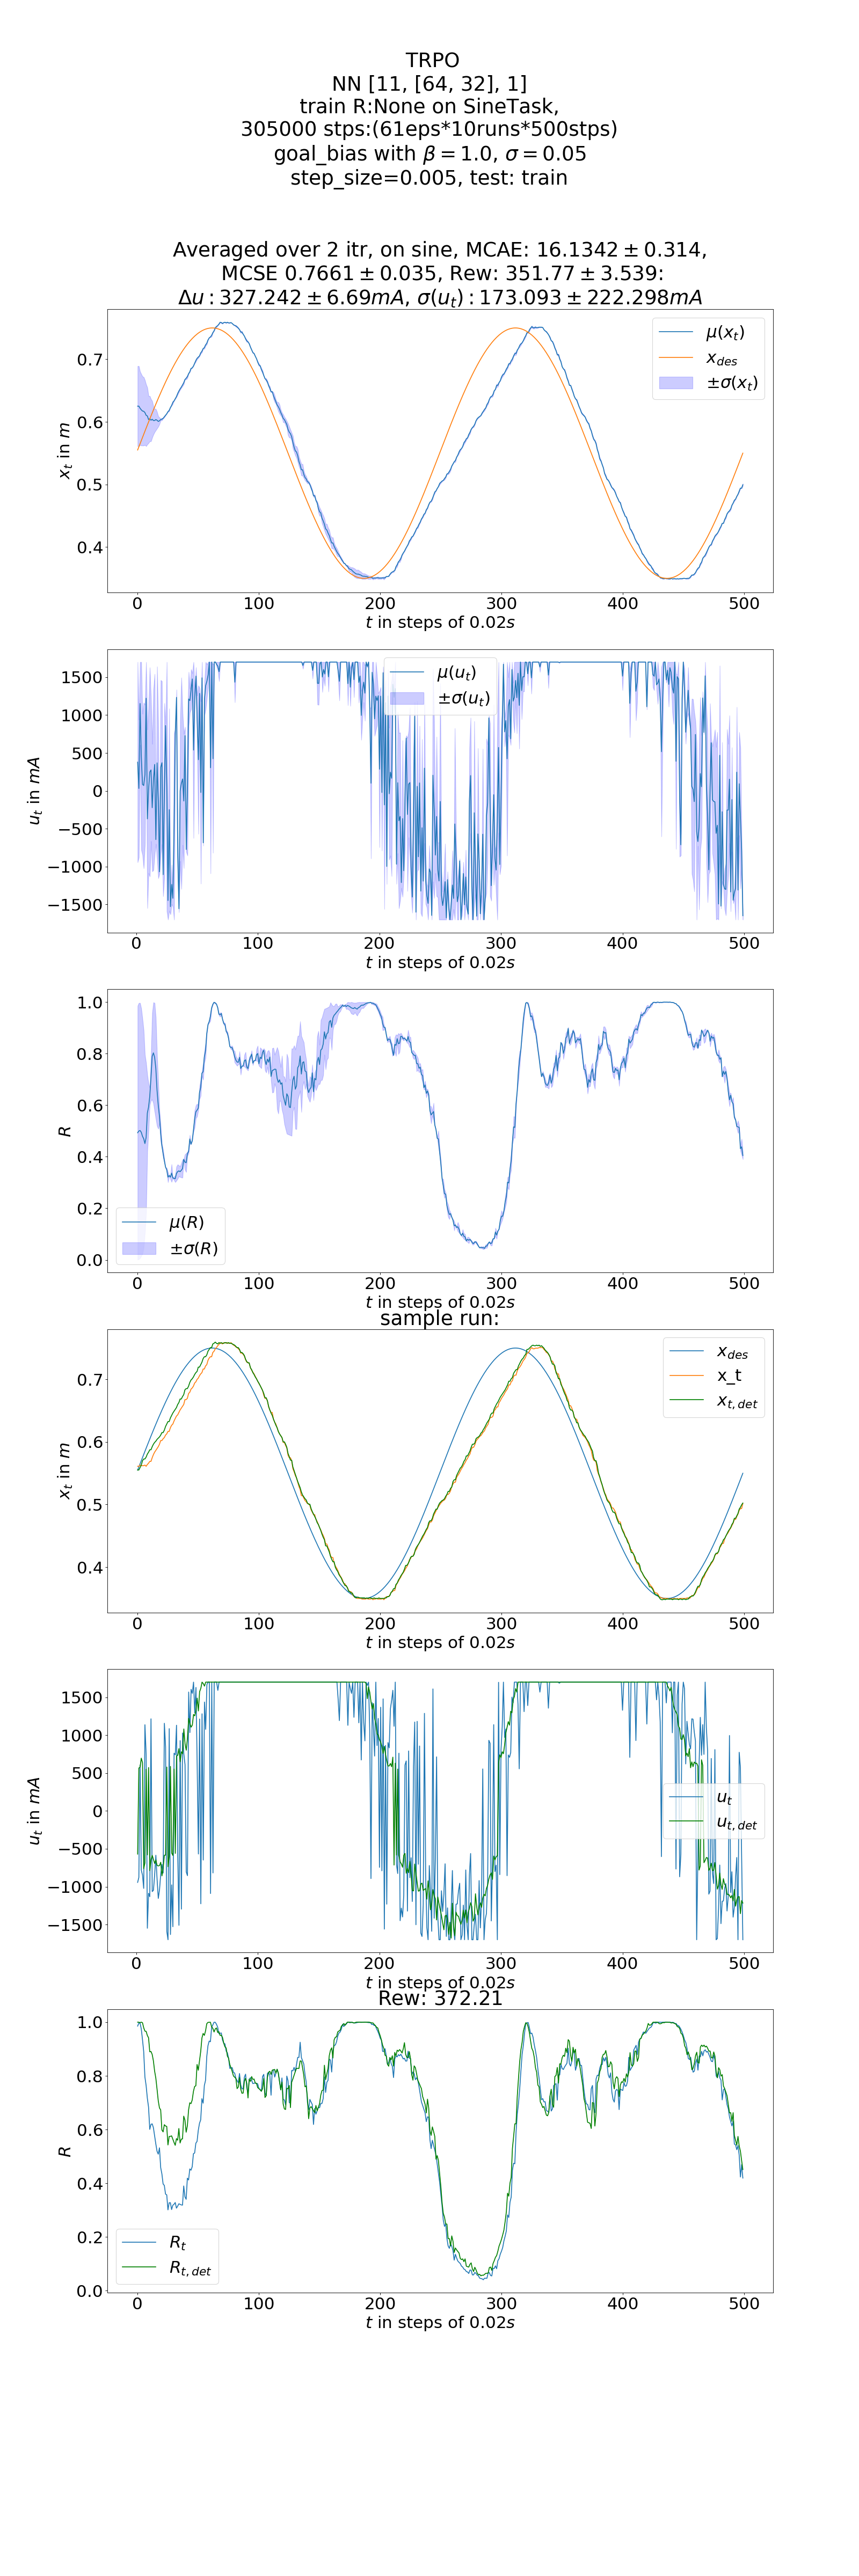 TRPO
NN [11, [64, 32], 1]
train R:None on SineTask,
305000 stps:(61eps*10runs*500stps)
goal_bias with β = 1.0, σ = 0.05
step_size=0.005, test: train
Averaged over 2 itr, on sine, MCAE: 16.1342 ± 0.314,
MCSE 0.7661 ± 0.035, Rew: 351.77 ± 3.539:
Δu : 327.242 ± 6.69mA, σ(u_t) : 173.093 ± 222.298mA
μ(x_t)
x_des
±σ(x_t)
0.7
0.6
0.5
0.4
x_t in m
0 100 200 300 400 500
t in steps of 0.02s
μ(u_t)
±σ(u_t)
1500
1000
500
0
−500
−1000
−1500
u_t in mA
0 100 200 300 400 500
t in steps of 0.02s
1.0
0.8
0.6
0.4
0.2
0.0
R
μ(R)
±σ(R)
0 100 200 300 400 500
t in steps of 0.02s
sample run:
x_des
x_t
x_t,det
0.7
0.6
0.5
0.4
x_t in m
0 100 200 300 400 500
t in steps of 0.02s
1500
1000
500
0
−500
−1000
−1500
u_t in mA
u_t
u_t,det
0 100 200 300 400 500
t in steps of 0.02s
Rew: 372.21
1.0
0.8
0.6
0.4
0.2
0.0
R
R_t
R_t,det
0 100 200 300 400 500
t in steps of 0.02s